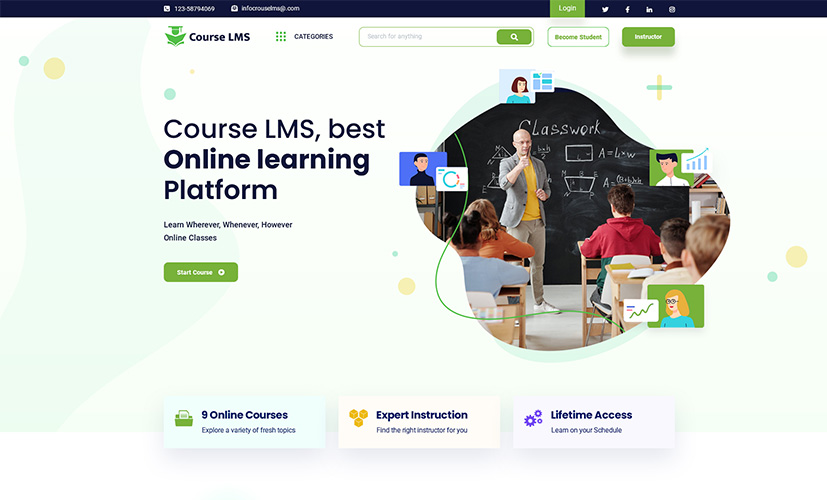 123-58794069
infocrouselms@.com
Login
Course LMS
CATEGORIES
Search for anything
Become Student
Instructor
Course LMS, best
Online learning
Platform
Learn Wherever, Whenever, However
Online Classes
Start Course
Classwork
A = L×w
9 Online Courses
Explore a variety of fresh topics
Expert Instruction
Find the right instructor for you
Lifetime Access
Learn on your Schedule